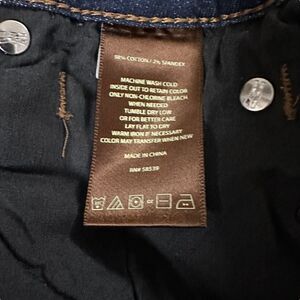 98% COTTON / 2% SPANDEX
MACHINE WASH COLD
INSIDE OUT TO RETAIN COLOR
ONLY NON-CHLORINE BLEACH
WHEN NEEDED
TUMBLE DRY LOW
OR FOR BETTER CARE
LAY FLAT TO DRY
WARM IRON IF NECESSARY
COLOR MAY TRANSFER WHEN NEW
MADE IN CHINA
RN# 58539
or